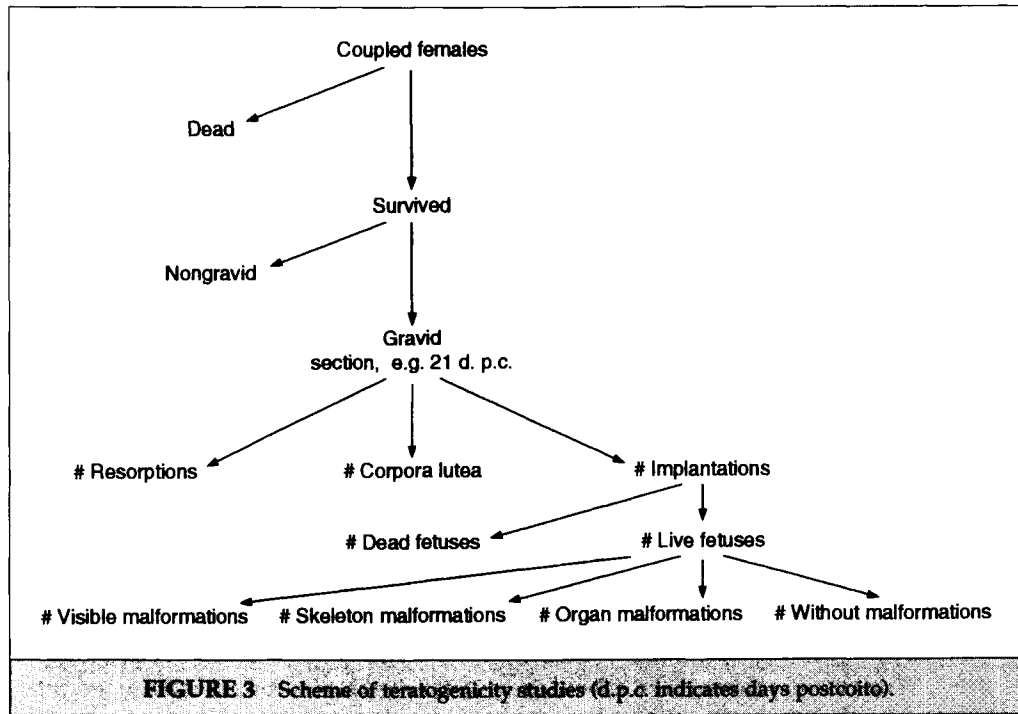 Coupled females
Dead
Survived
Nongravid
Gravid
section, e.g. 21 d. p.c.
# Resorptions
# Corpora lutea
# Implantations
# Dead fetuses
# Live fetuses
# Visible malformations
# Skeleton malformations
# Organ malformations
# Without malformations
FIGURE 3 Scheme of teratogenicity studies (d.p.c. indicates days postcoito).